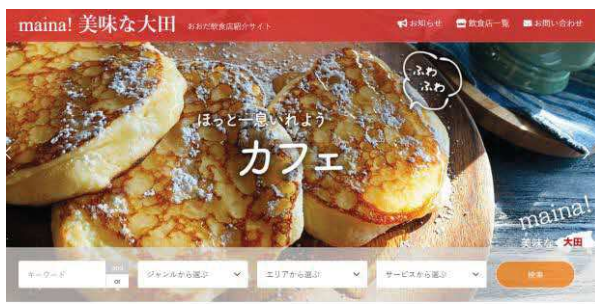 maina! 美味な大田 おおだ飲食店紹介サイト
お知らせ 飲食店一覧 お問い合わせ
ふわ
ふわ
ほっと一息いれよう
カフェ
maina!
美味な 大田
キーワード
and
or
ジャンルから選ぶ
エリアから選ぶ
サービスから選ぶ
検索